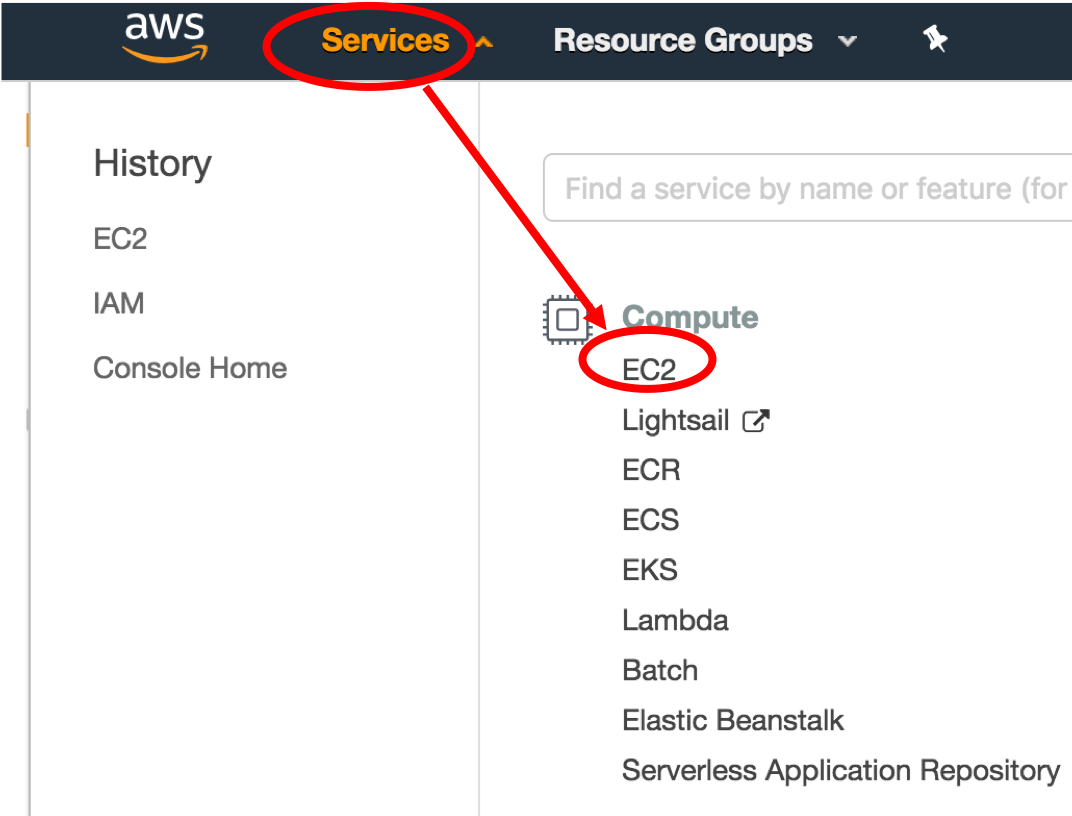 aws Services Resource Groups
History
EC2
IAM
Console Home
Find a service by name or feature (for
Compute
EC2
Lightsail
ECR
ECS
EKS
Lambda
Batch
Elastic Beanstalk
Serverless Application Repository